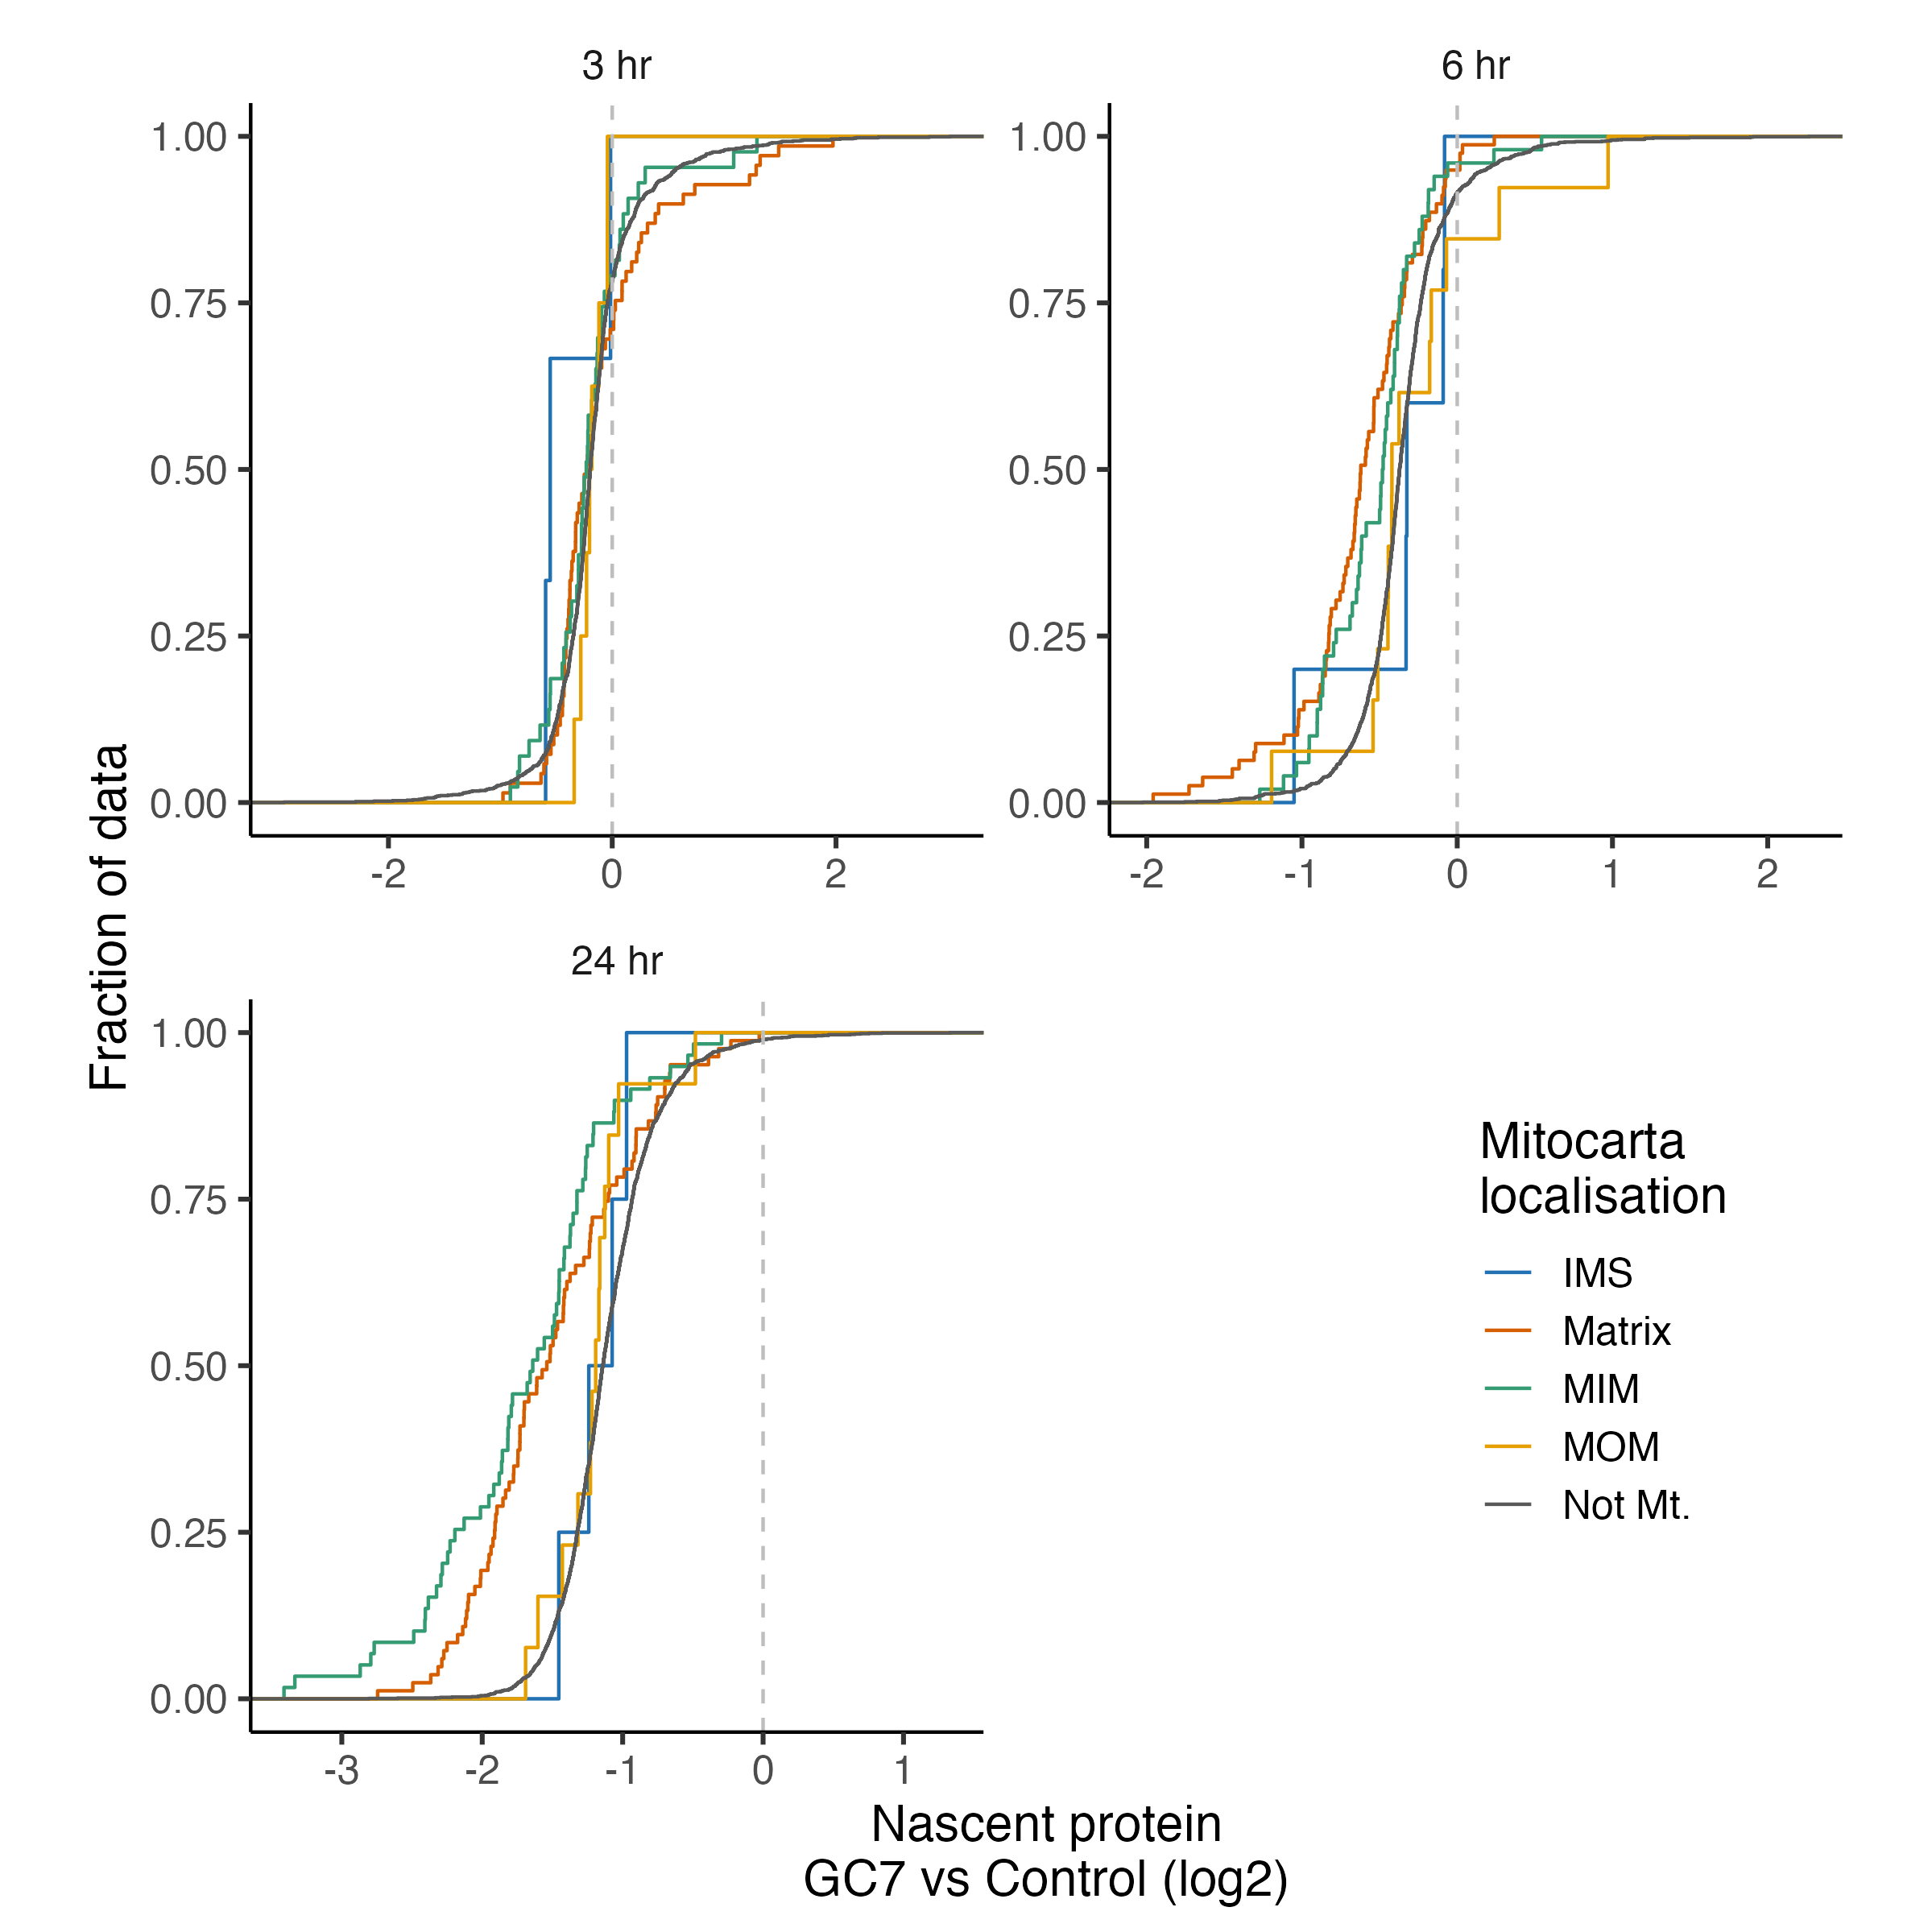 3 hr
6 hr
1.00
0.75
0.50
0.25
0.00
-2
0
2
1.00
0.75
0.50
0.25
0.00
-2
-1
0
1
2
Fraction of data
24 hr
1.00
0.75
0.50
0.25
0.00
-3
-2
-1
0
1
Mitocarta
localisation
IMS
Matrix
MIM
MOM
Not Mt.
Nascent protein
GC7 vs Control (log2)